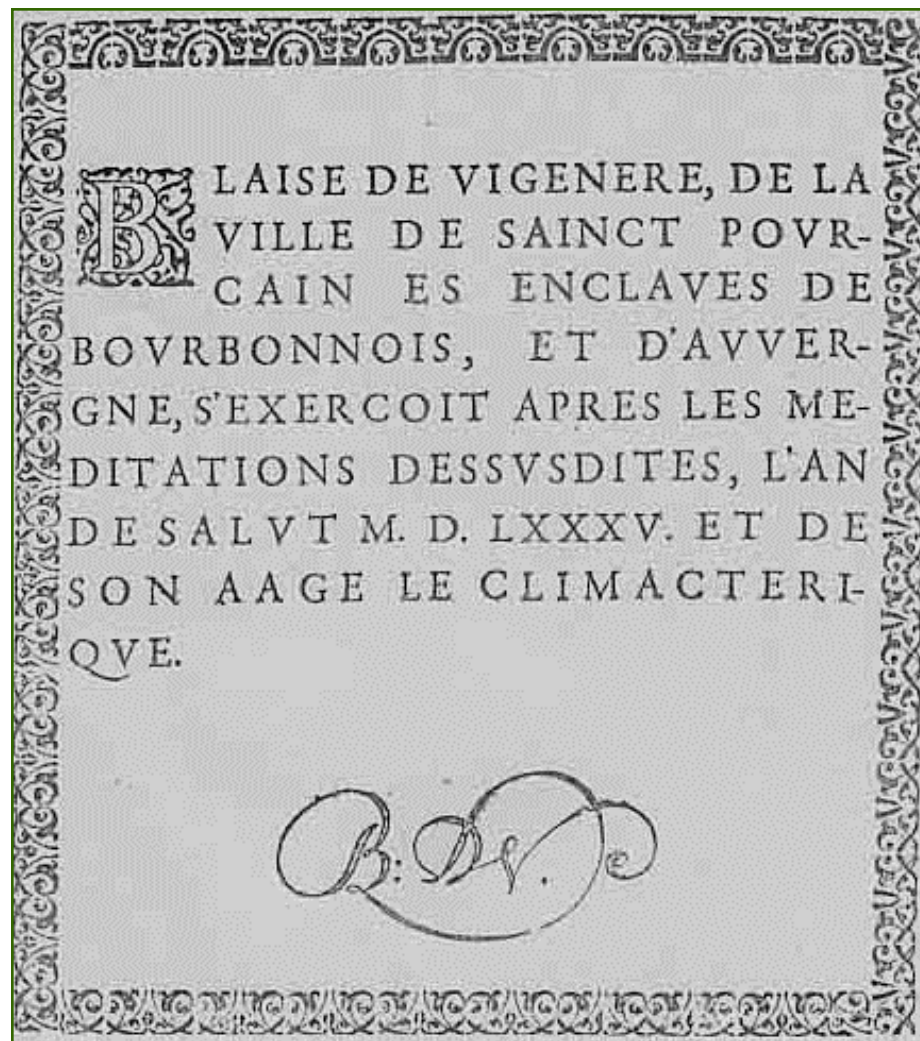 BLAISE DE VIGENERE, DE LA
VILLE DE SAINCT POVR-
CAIN ES ENCLAVES DE
BOVRBONNOIS, ET D'AVVER-
GNE, S'EXERCOIT APRES LES ME-
DITATIONS DESSVSDITES, L'AN
DE SALVT M. D. LXXXV. ET DE
SON AAGE LE CLIMACTERI-
QVE.
B: DV.